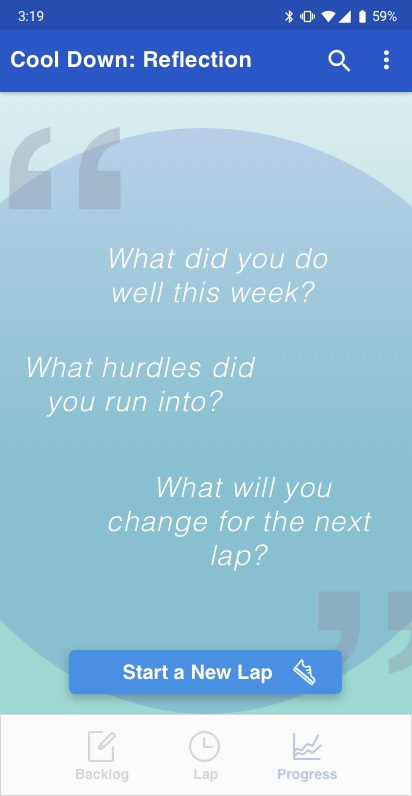 3:19 59%
Cool Down: Reflection
“
What did you do
well this week?
What hurdles did
you run into?
What will you
change for the next
lap?
”
Start a New Lap
Backlog Lap Progress